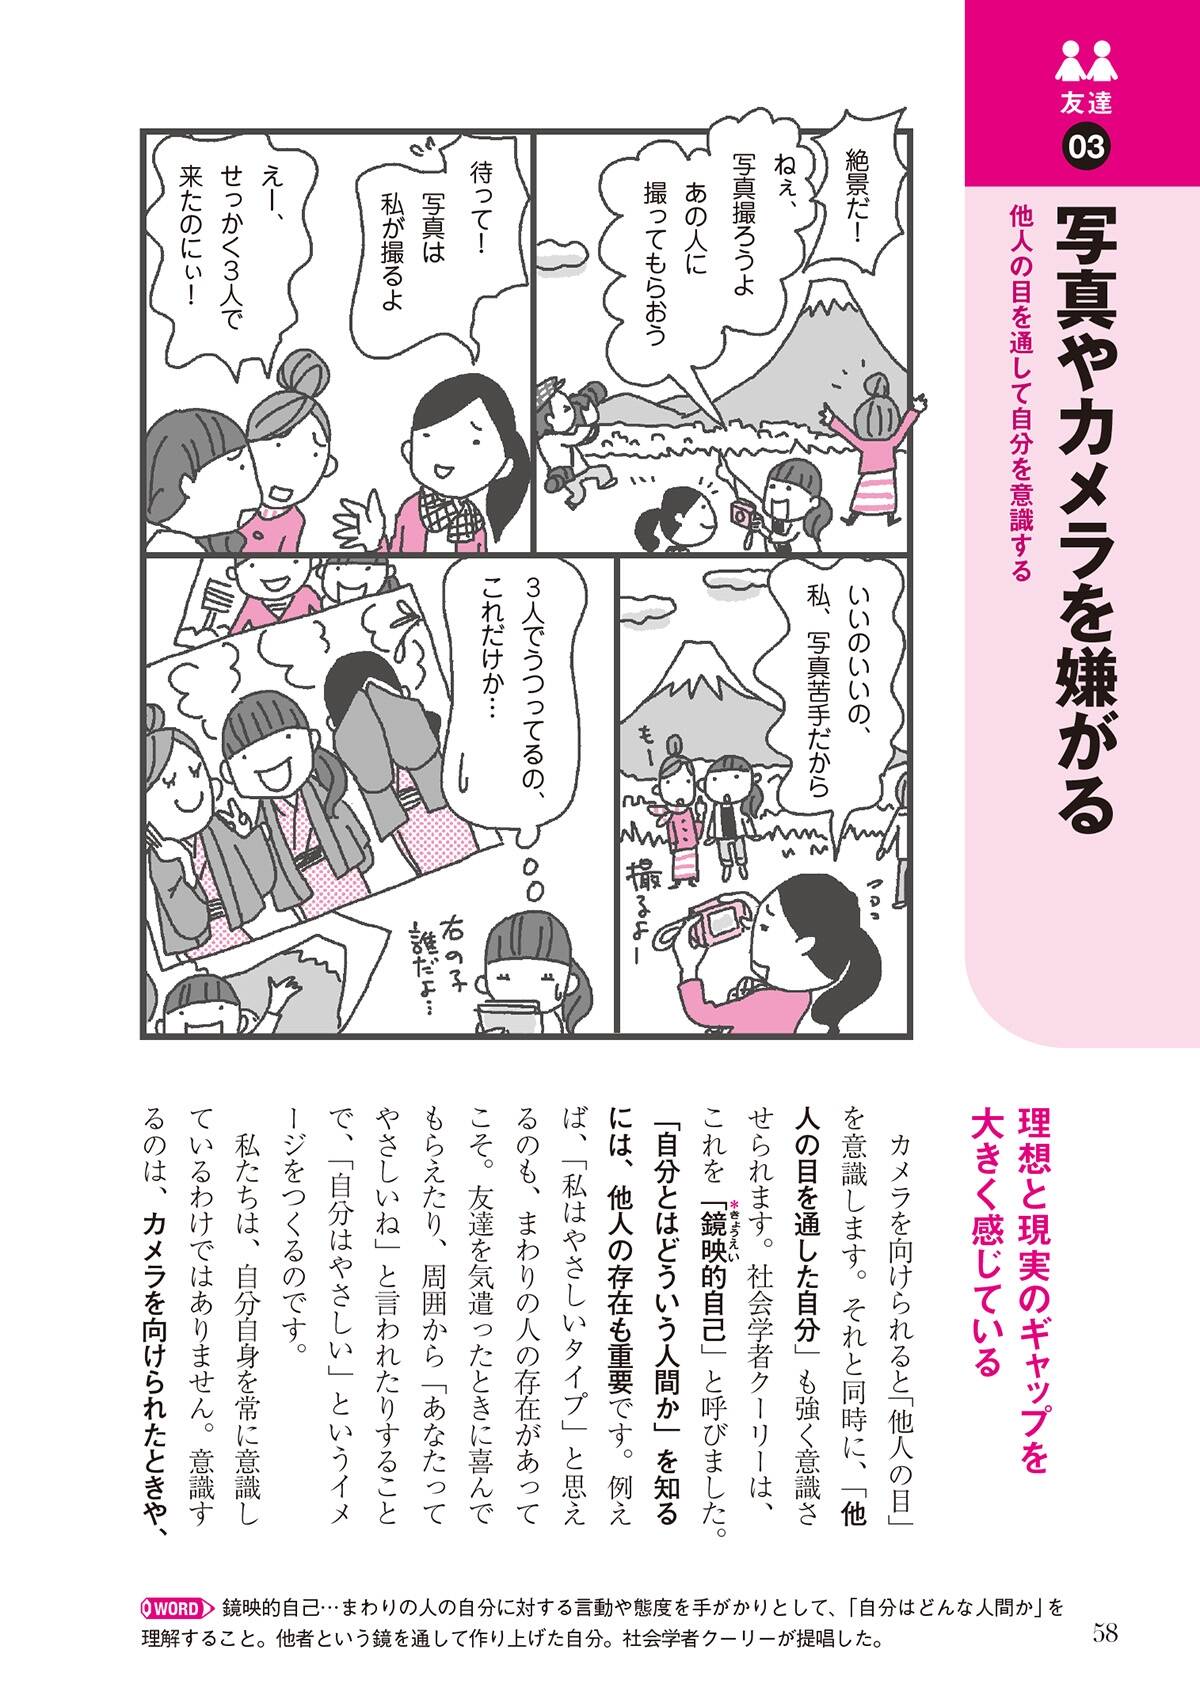 友達
03
写真やカメラを嫌がる
他人の目を通して自分を意識する
絶景だ！
ねぇ、
写真撮ろうよ
あの人に
撮ってもらおう
待って！
写真は
私が撮るよ
えー、
せっかく３人で
来たのにぃ！
いいのいいの、
私、写真苦手だから
もー
撮るよー
３人でうつってるの、
これだけか…
右の子
誰だよ…
理想と現実のギャップを
大きく感じている
カメラを向けられると「他人の目」
を意識します。それと同時に、「他
人の目を通した自分」も強く意識さ
せられます。社会学者クーリーは、
これを「*鏡映的自己」と呼びました。
きょうえい
「自分とはどういう人間か」を知る
には、他人の存在も重要です。例え
ば、「私はやさしいタイプ」と思え
るのも、まわりの人の存在があって
こそ。友達を気遣ったときに喜んで
もらえたり、周囲から「あなたって
やさしいね」と言われたりすること
で、「自分はやさしい」というイメ
ージをつくるのです。
私たちは、自分自身を常に意識し
ているわけではありません。意識す
るのは、カメラを向けられたときや、
WORD 鏡映的自己…まわりの人の自分に対する言動や態度を手がかりとして、「自分はどんな人間か」を
理解すること。他者という鏡を通して作り上げた自分。社会学者クーリーが提唱した。
58